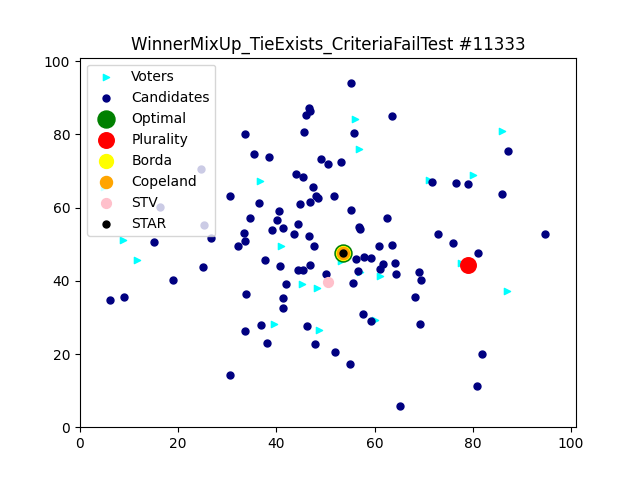 WinnerMixUp_TieExists_CriteriaFailTest #11333
100
80
60
40
20
0
Voters
Candidates
Optimal
Plurality
Borda
Copeland
STV
STAR
0
20
40
60
80
100